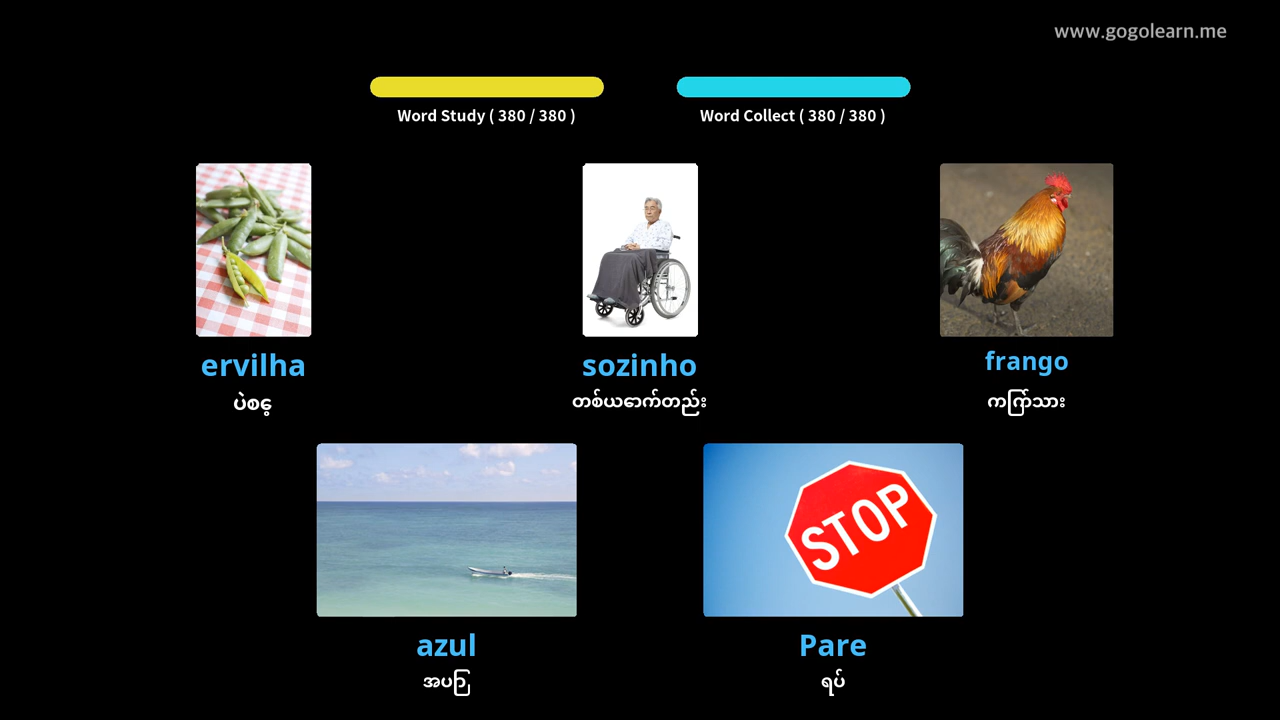 www.gogolearn.me
Word Study ( 380 / 380 )
Word Collect ( 380 / 380 )
ervilha
ပဲစေ့
sozinho
တစ်ယောက်တည်း
frango
ကြက်သား
STOP
azul
အပြာ
Pare
ရပ်